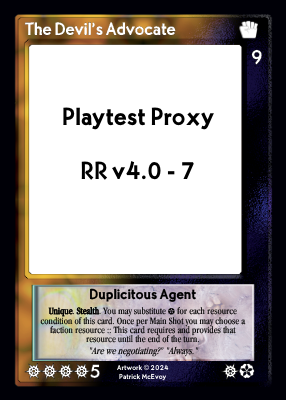 The Devil's Advocate
9
Playtest Proxy
RR v4.0 - 7
Duplicitous Agent
Unique. Stealth. You may substitute for each resource
condition of this card. Once per Main Shot you may choose a
faction resource :: This card requires and provides that
resource until the end of the turn.
"Are we negotiating?" "Always."
5
Artwork © 2024
Patrick McEvoy